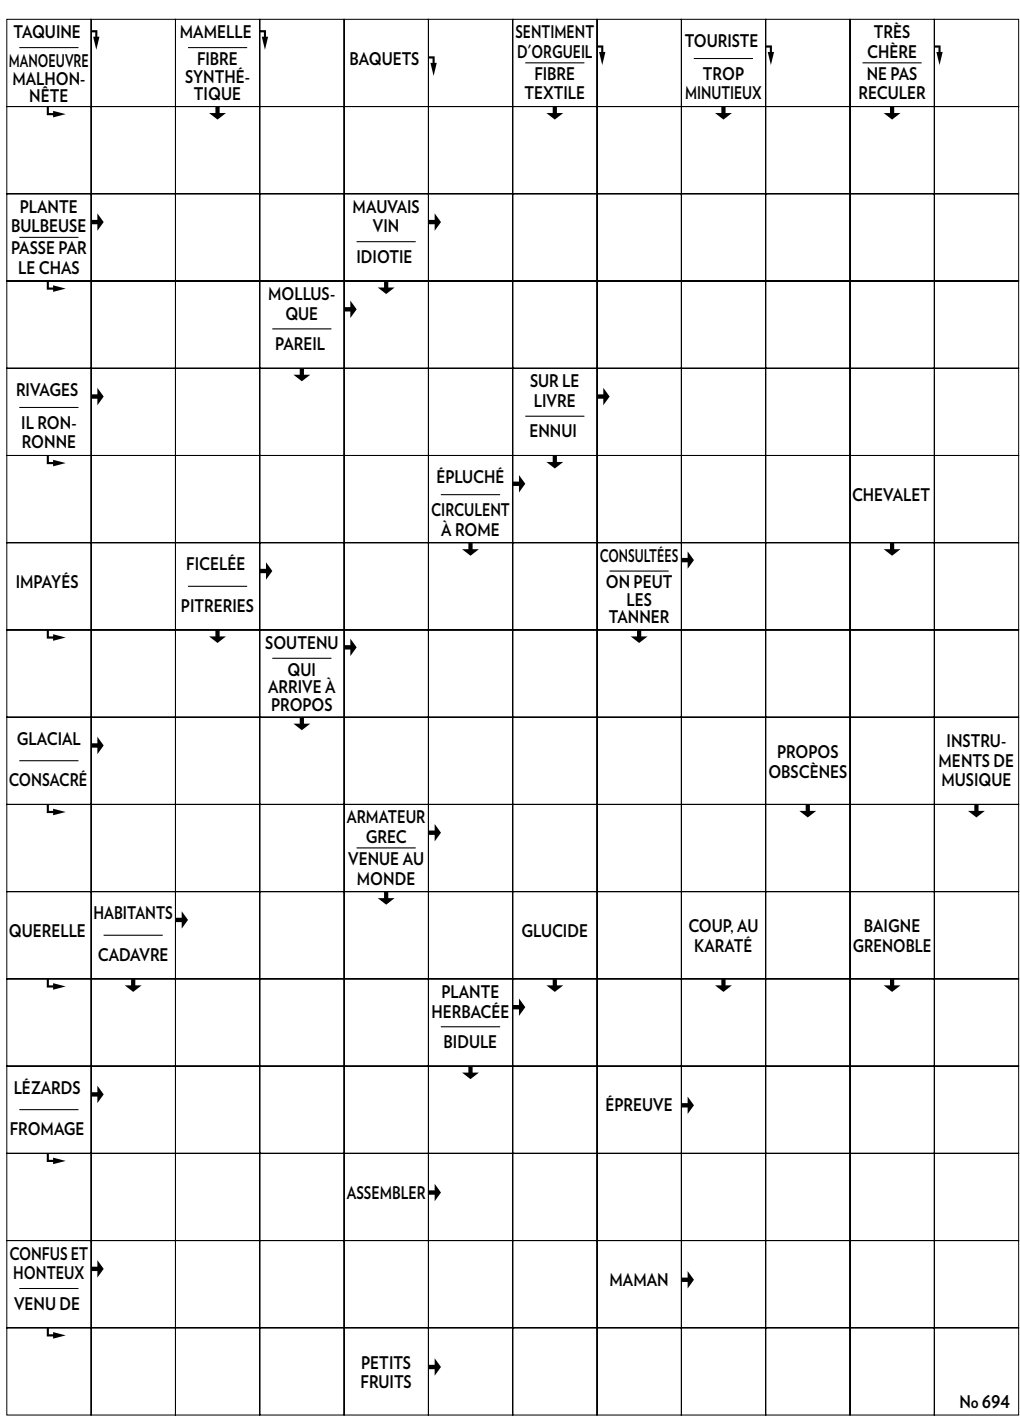 TAQUINE
MANOEUVRE
MALHON-
NÊTE
MAMELLE
FIBRE
SYNTHÉ-
TIQUE
BAQUETS
SENTIMENT
D'ORGUEIL
FIBRE
TEXTILE
TOURISTE
TROP
MINUTIEUX
TRÈS
CHÈRE
NE PAS
RECULER
PLANTE
BULBEUSE
PASSE PAR
LE CHAS
MAUVAIS
VIN
IDIOTIE
MOLLUS-
QUE
PAREIL
RIVAGES
IL RON-
RONNE
SUR LE
LIVRE
ENNUI
ÉPLUCHÉ
CIRCULENT
À ROME
CHEVALET
IMPAYÉS
FICELÉE
PITRERIES
CONSULTÉES
ON PEUT
LES
TANNER
SOUTENU
QUI
ARRIVE À
PROPOS
GLACIAL
CONSACRÉ
PROPOS
OBSCÈNES
INSTRU-
MENTS DE
MUSIQUE
ARMATEUR
GREC
VENUE AU
MONDE
QUERELLE
HABITANTS
CADAVRE
GLUCIDE
COUP, AU
KARATÉ
BAIGNE
GRENOBLE
PLANTE
HERBACÉE
BIDULE
LÉZARDS
FROMAGE
ÉPREUVE
ASSEMBLER
CONFUS ET
HONTEUX
VENU DE
MAMAN
PETITS
FRUITS
No 694